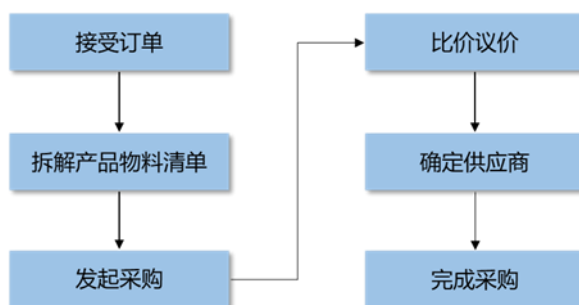 接受订单
拆解产品物料清单
发起采购
比价议价
确定供应商
完成采购